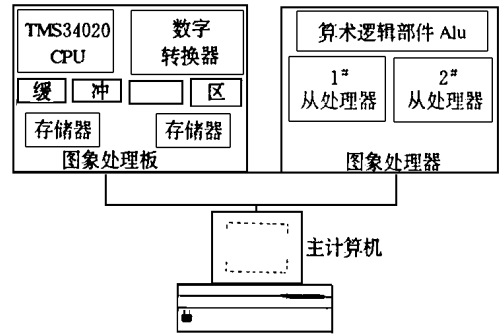 TMS34020
CPU
数字
转换器
缓 冲 区
存储器
存储器
图象处理板
算术逻辑部件 Alu
1#
从处理器
2#
从处理器
图象处理器
主计算机